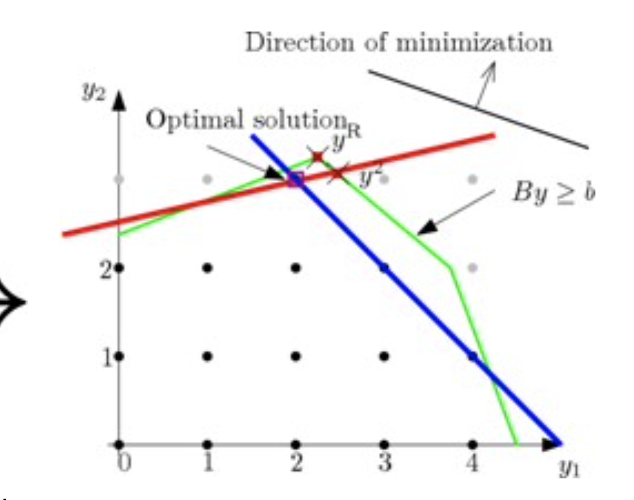 Direction of minimization
y₂
Optimal solution
yᴿ
y²
By ≥ b
2
1
0 1 2 3 4 y₁